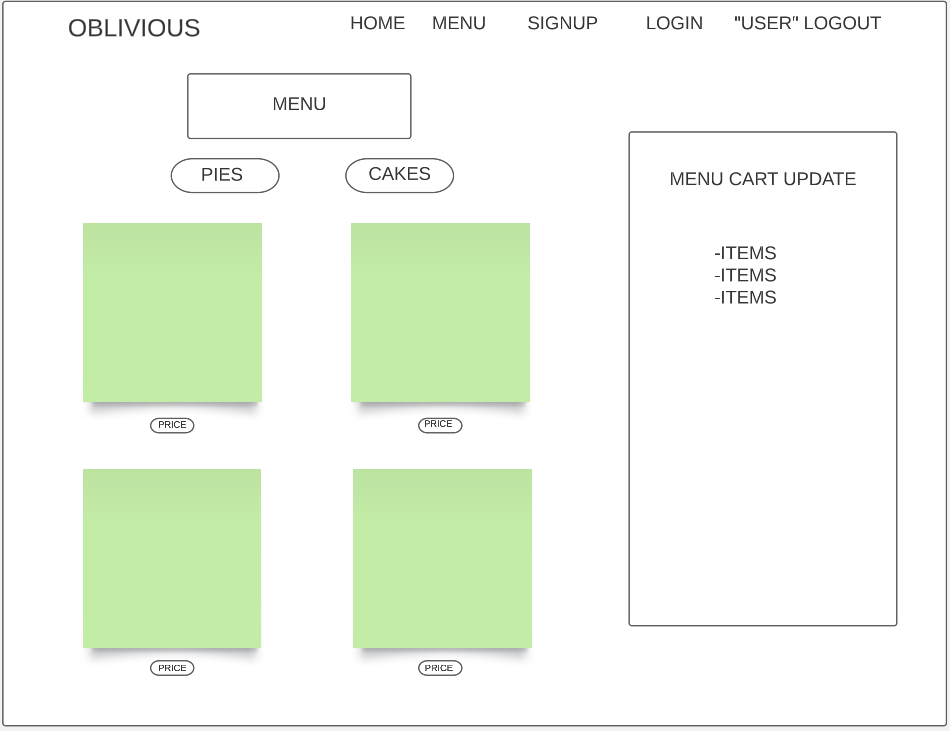 OBLIVIOUS
HOME MENU SIGNUP LOGIN "USER" LOGOUT
MENU
PIES CAKES
MENU CART UPDATE
-ITEMS
-ITEMS
-ITEMS
PRICE PRICE
PRICE PRICE